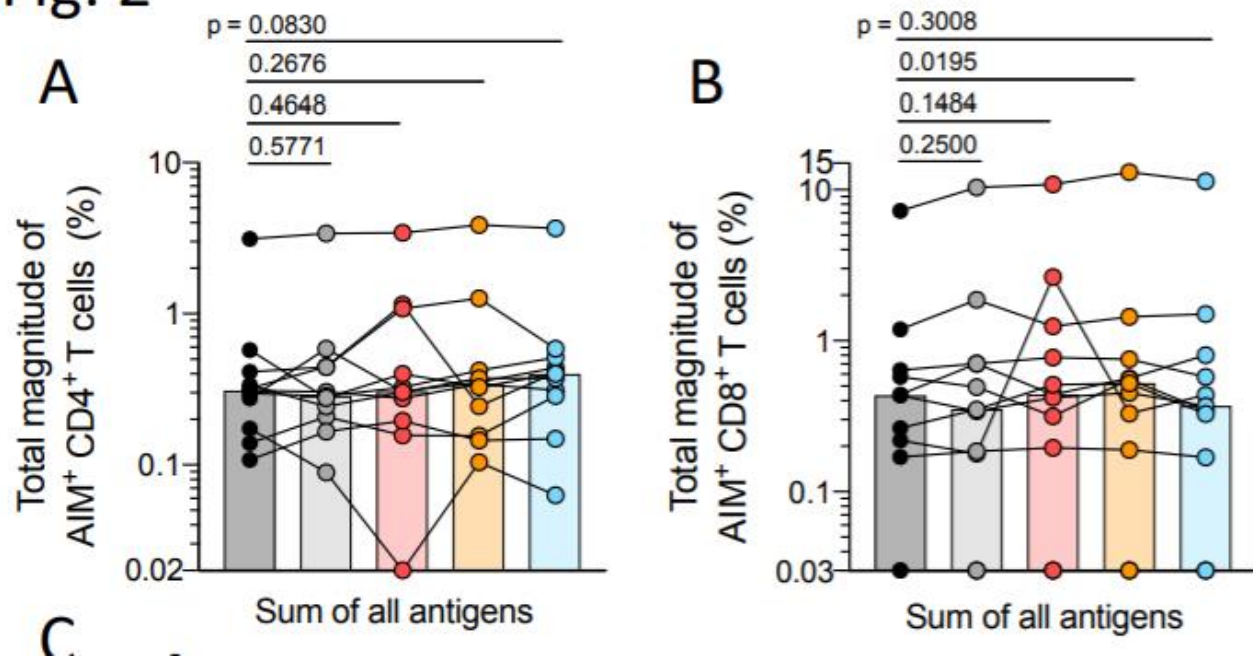 Fig. 2
A
p = 0.0830
0.2676
0.4648
0.5771
Total magnitude of
AIM⁺ CD4⁺ T cells (%)
10
1
0.1
0.02
Sum of all antigens
B
p = 0.3008
0.0195
0.1484
0.2500
Total magnitude of
AIM⁺ CD8⁺ T cells (%)
15
10
1
0.1
0.03
Sum of all antigens
C